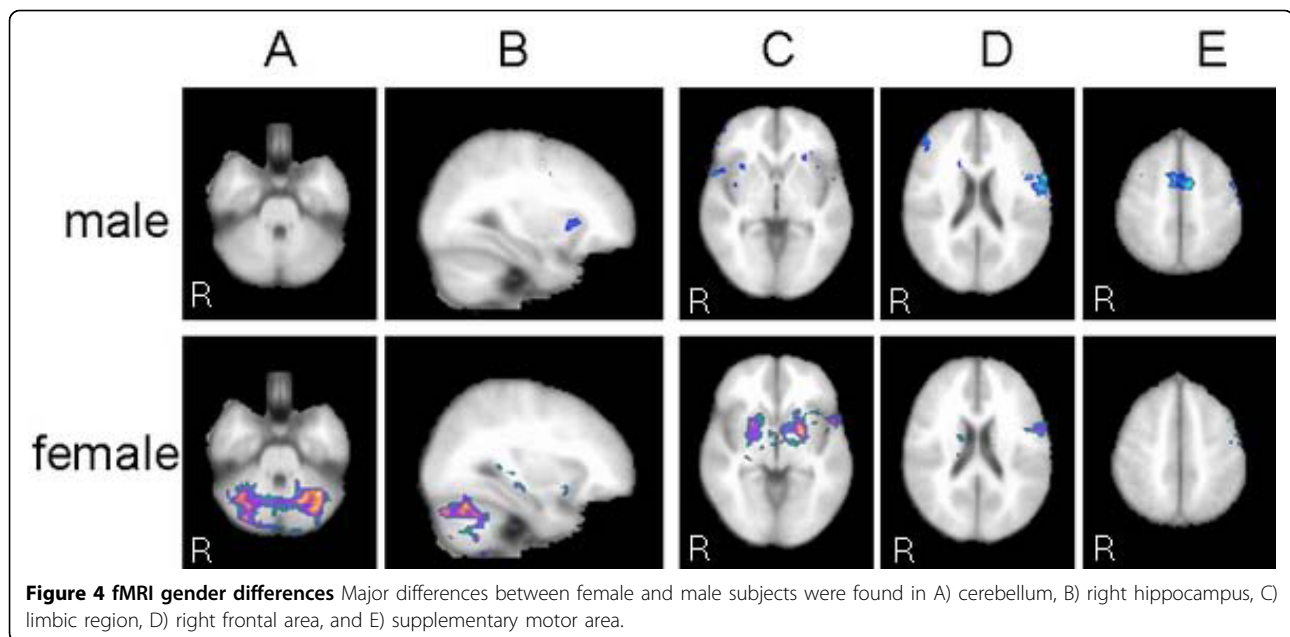 A B C D E
male
R R R R
female
R R R R
Figure 4 fMRI gender differences Major differences between female and male subjects were found in A) cerebellum, B) right hippocampus, C)
limbic region, D) right frontal area, and E) supplementary motor area.